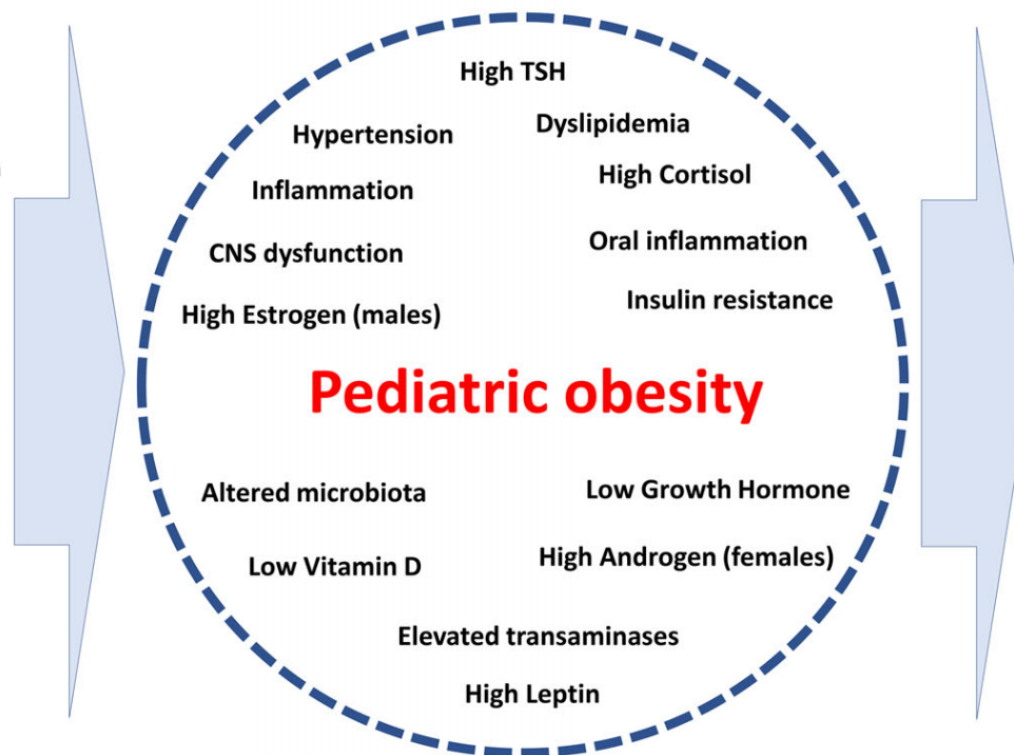 High TSH
Hypertension
Dyslipidemia
High Cortisol
Inflammation
Oral inflammation
CNS dysfunction
Insulin resistance
High Estrogen (males)
Pediatric obesity
Altered microbiota
Low Growth Hormone
Low Vitamin D
High Androgen (females)
Elevated transaminases
High Leptin